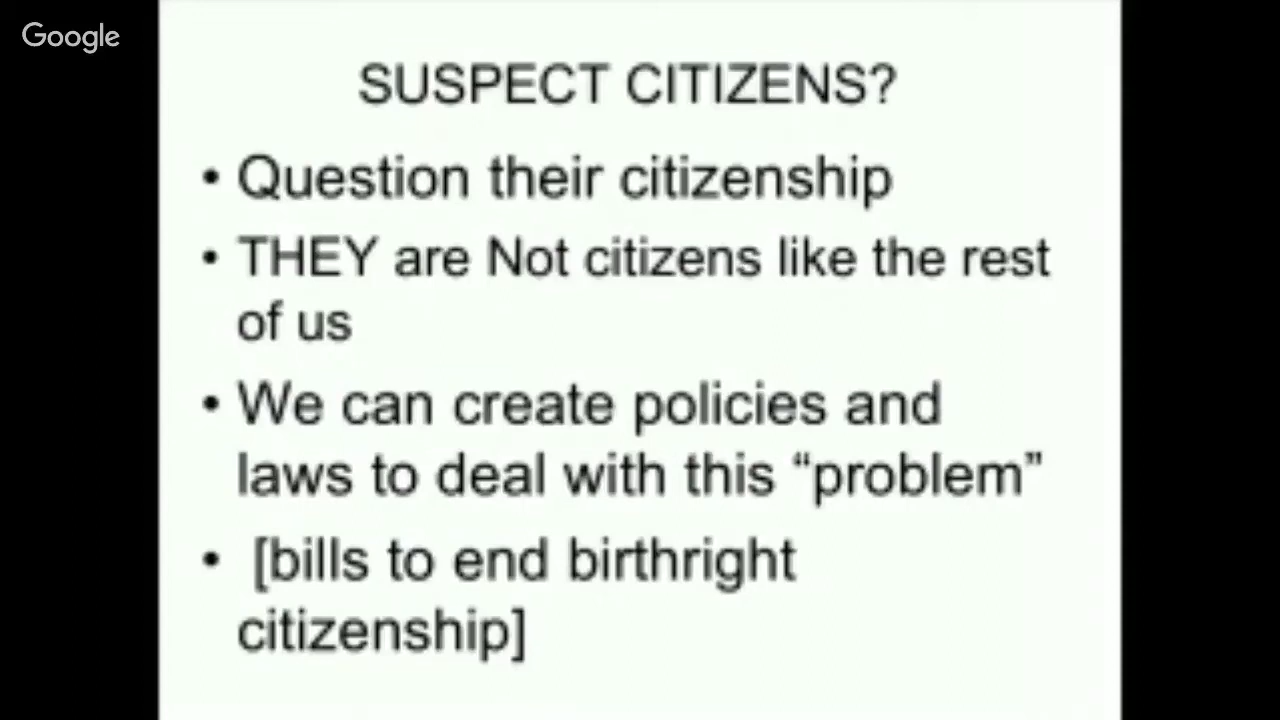 Google
SUSPECT CITIZENS?
• Question their citizenship
• THEY are Not citizens like the rest
of us
• We can create policies and
laws to deal with this “problem”
• [bills to end birthright
citizenship]